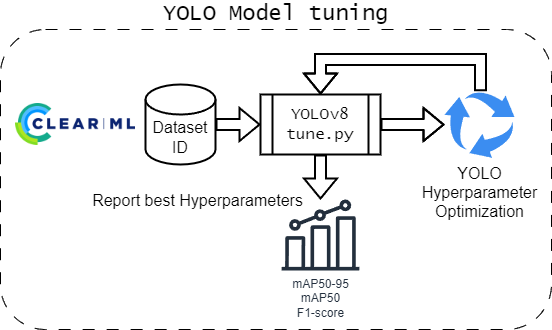 YOLO Model tuning
CLEAR|ML
Dataset
ID
YOLOv8
tune.py
YOLO
Hyperparameter
Optimization
Report best Hyperparameters
mAP50-95
mAP50
F1-score